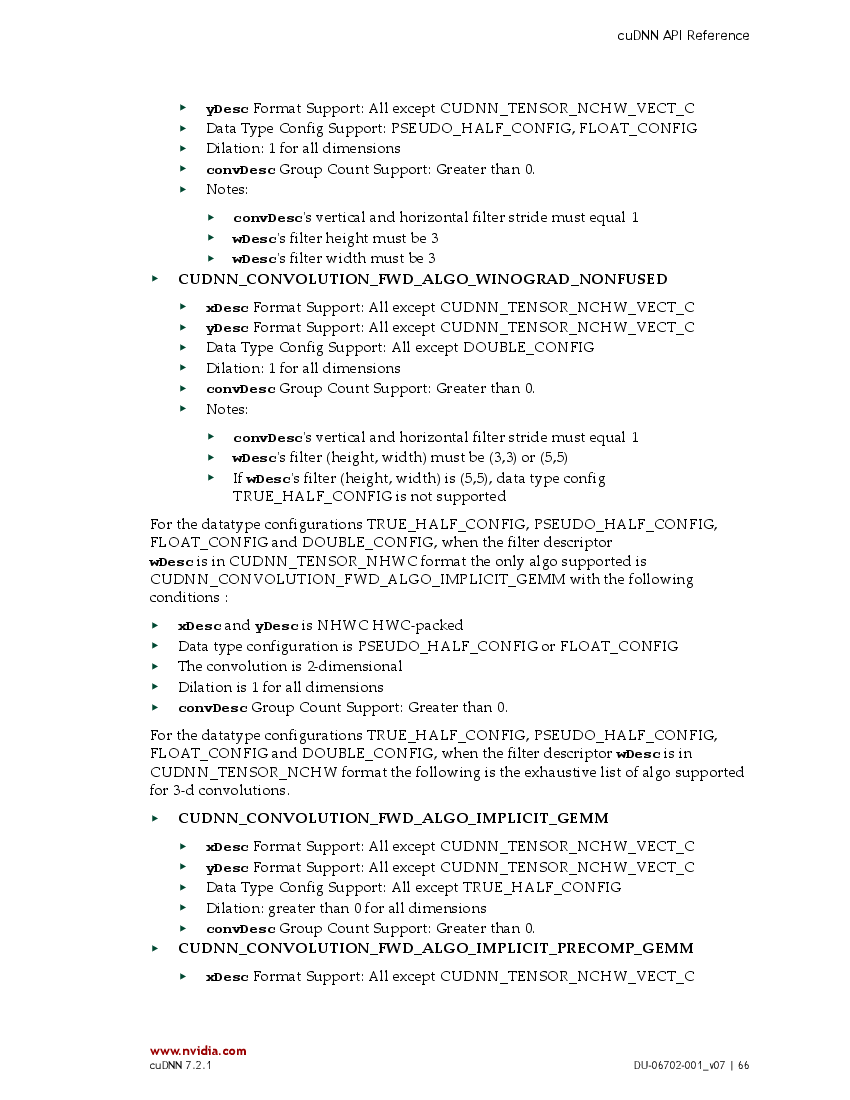 cuDNN API Reference
▸ yDesc Format Support: All except CUDNN_TENSOR_NCHW_VECT_C
▸ Data Type Config Support: PSEUDO_HALF_CONFIG, FLOAT_CONFIG
▸ Dilation: 1 for all dimensions
▸ convDesc Group Count Support: Greater than 0.
▸ Notes:
▸ convDesc's vertical and horizontal filter stride must equal 1
▸ wDesc's filter height must be 3
▸ wDesc's filter width must be 3
▸ CUDNN_CONVOLUTION_FWD_ALGO_WINOGRAD_NONFUSED
▸ xDesc Format Support: All except CUDNN_TENSOR_NCHW_VECT_C
▸ yDesc Format Support: All except CUDNN_TENSOR_NCHW_VECT_C
▸ Data Type Config Support: All except DOUBLE_CONFIG
▸ Dilation: 1 for all dimensions
▸ convDesc Group Count Support: Greater than 0.
▸ Notes:
▸ convDesc's vertical and horizontal filter stride must equal 1
▸ wDesc's filter (height, width) must be (3,3) or (5,5)
▸ If wDesc's filter (height, width) is (5,5), data type config
TRUE_HALF_CONFIG is not supported
For the datatype configurations TRUE_HALF_CONFIG, PSEUDO_HALF_CONFIG,
FLOAT_CONFIG and DOUBLE_CONFIG, when the filter descriptor
wDesc is in CUDNN_TENSOR_NHWC format the only algo supported is
CUDNN_CONVOLUTION_FWD_ALGO_IMPLICIT_GEMM with the following
conditions :
▸ xDesc and yDesc is NHWC HWC-packed
▸ Data type configuration is PSEUDO_HALF_CONFIG or FLOAT_CONFIG
▸ The convolution is 2-dimensional
▸ Dilation is 1 for all dimensions
▸ convDesc Group Count Support: Greater than 0.
For the datatype configurations TRUE_HALF_CONFIG, PSEUDO_HALF_CONFIG,
FLOAT_CONFIG and DOUBLE_CONFIG, when the filter descriptor wDesc is in
CUDNN_TENSOR_NCHW format the following is the exhaustive list of algo supported
for 3-d convolutions.
▸ CUDNN_CONVOLUTION_FWD_ALGO_IMPLICIT_GEMM
▸ xDesc Format Support: All except CUDNN_TENSOR_NCHW_VECT_C
▸ yDesc Format Support: All except CUDNN_TENSOR_NCHW_VECT_C
▸ Data Type Config Support: All except TRUE_HALF_CONFIG
▸ Dilation: greater than 0 for all dimensions
▸ convDesc Group Count Support: Greater than 0.
▸ CUDNN_CONVOLUTION_FWD_ALGO_IMPLICIT_PRECOMP_GEMM
▸ xDesc Format Support: All except CUDNN_TENSOR_NCHW_VECT_C
www.nvidia.com
cuDNN 7.2.1 DU-06702-001_v07 | 66